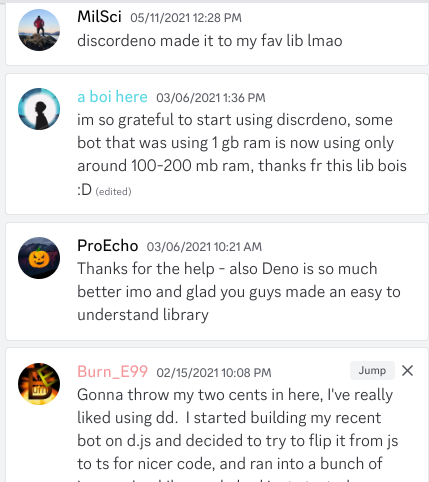 MilSci 05/11/2021 12:28 PM
discordeno made it to my fav lib lmao
a boi here 03/06/2021 1:36 PM
im so grateful to start using discrdeno, some
bot that was using 1 gb ram is now using only
around 100-200 mb ram, thanks fr this lib bois
:D (edited)
ProEcho 03/06/2021 10:21 AM
Thanks for the help - also Deno is so much
better imo and glad you guys made an easy to
understand library
Burn_E99 02/15/2021 10:08 PM Jump
Gonna throw my two cents in here, I've really
liked using dd. I started building my recent
bot on d.js and decided to try to flip it from js
to ts for nicer code, and ran into a bunch of